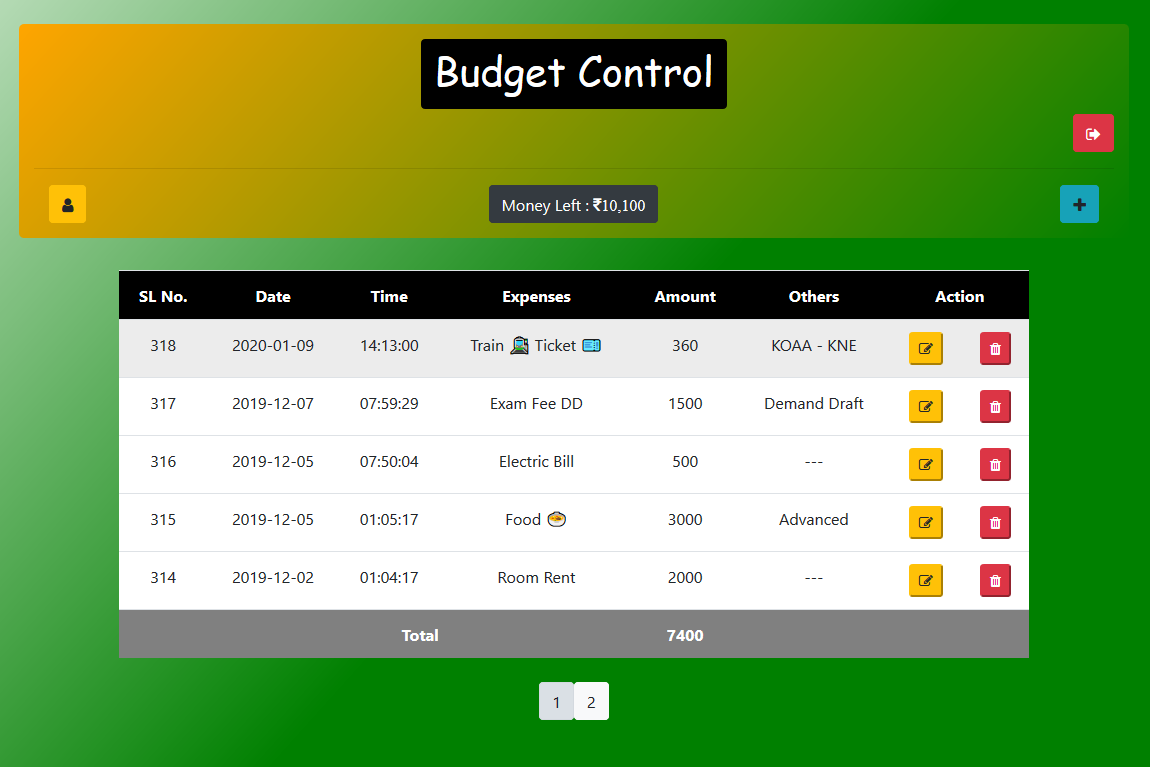 Budget Control
Money Left : ₹10,100
SL No. Date Time Expenses Amount Others Action
318 2020-01-09 14:13:00 Train 🚉 Ticket 🎫 360 KOAA - KNE
317 2019-12-07 07:59:29 Exam Fee DD 1500 Demand Draft
316 2019-12-05 07:50:04 Electric Bill 500 ---
315 2019-12-05 01:05:17 Food 🍲 3000 Advanced
314 2019-12-02 01:04:17 Room Rent 2000 ---
Total 7400
1 2